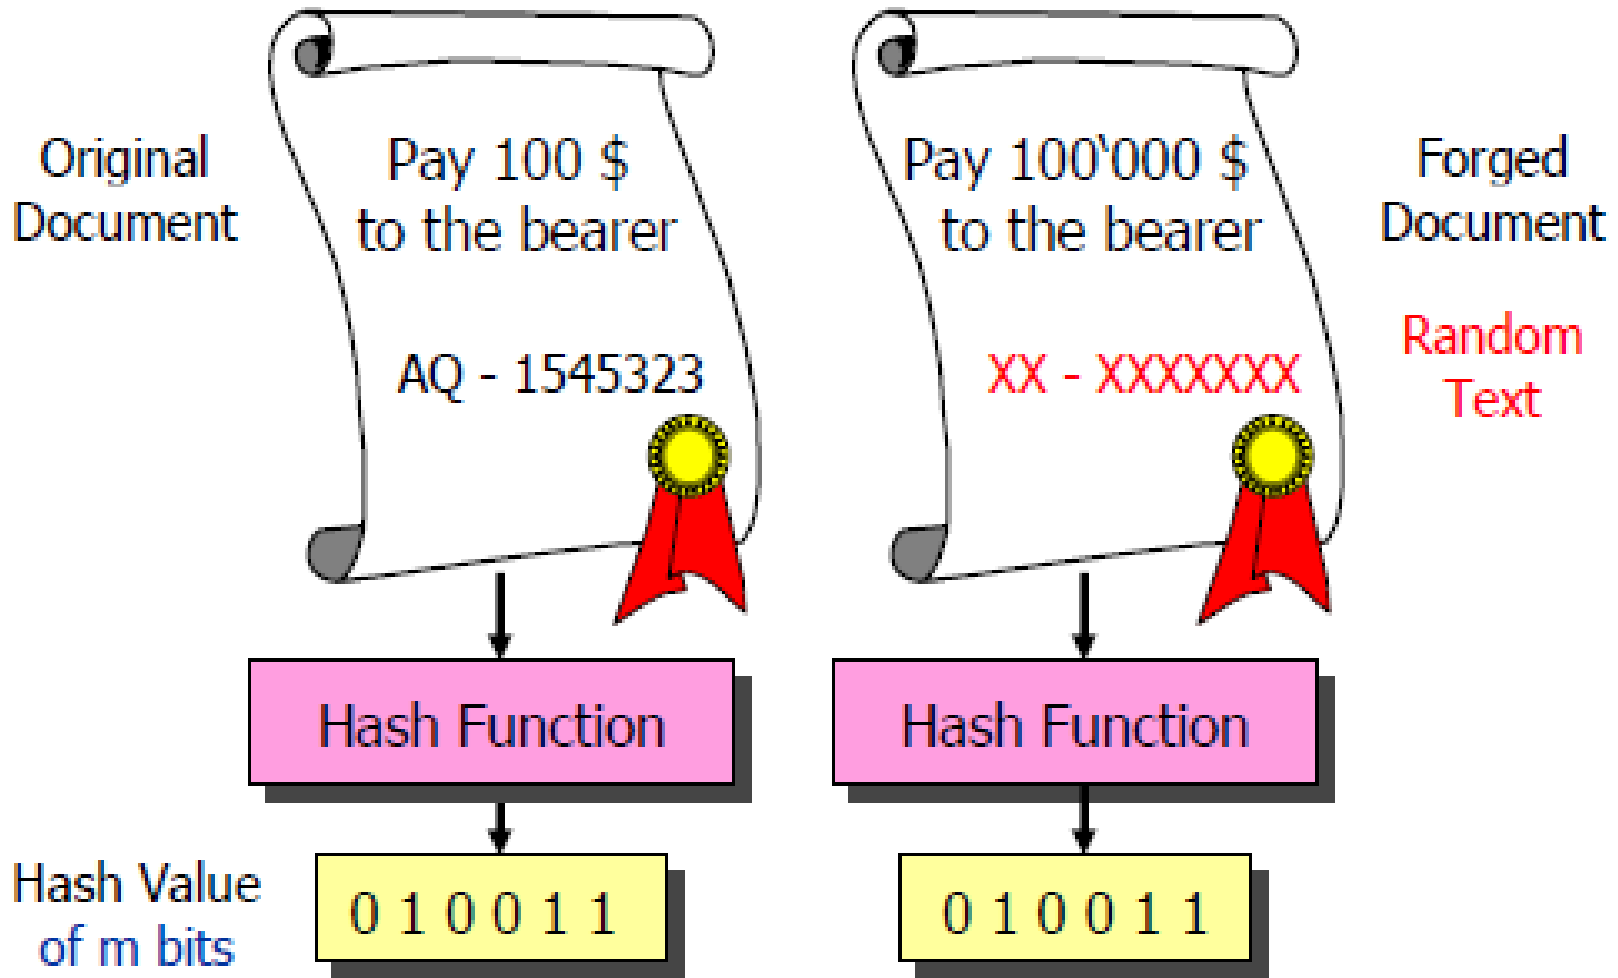 Original
Document
Pay 100 $
to the bearer
AQ - 1545323
Pay 100‘000 $
to the bearer
XX - XXXXXXX
Forged
Document
Random
Text
Hash Function
Hash Function
Hash Value
of m bits
0 1 0 0 1 1
0 1 0 0 1 1